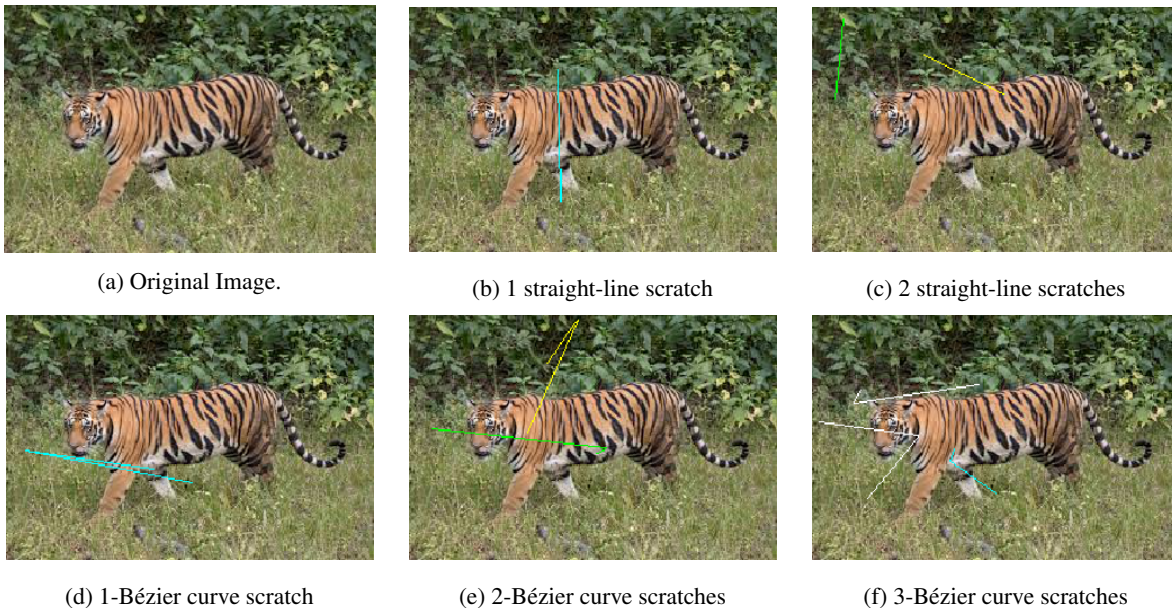 (a) Original Image.
(b) 1 straight-line scratch
(c) 2 straight-line scratches
(d) 1-Bézier curve scratch
(e) 2-Bézier curve scratches
(f) 3-Bézier curve scratches